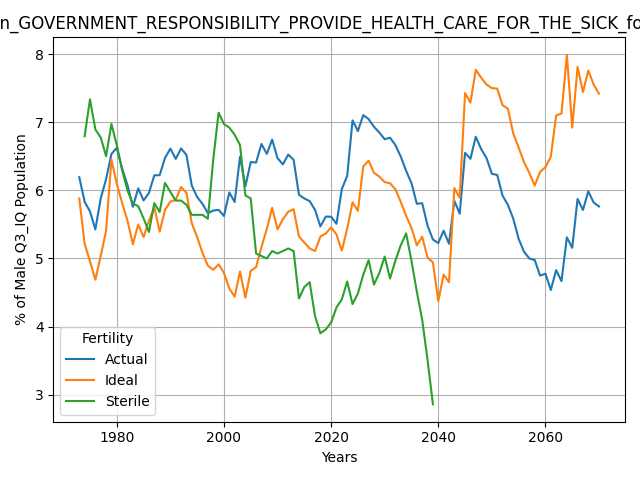 n_GOVERNMENT_RESPONSIBILITY_PROVIDE_HEALTH_CARE_FOR_THE_SICK_fo
% of Male Q3_IQ Population
8
7
6
5
4
3
Fertility
Actual
Ideal
Sterile
1980 2000 2020 2040 2060
Years